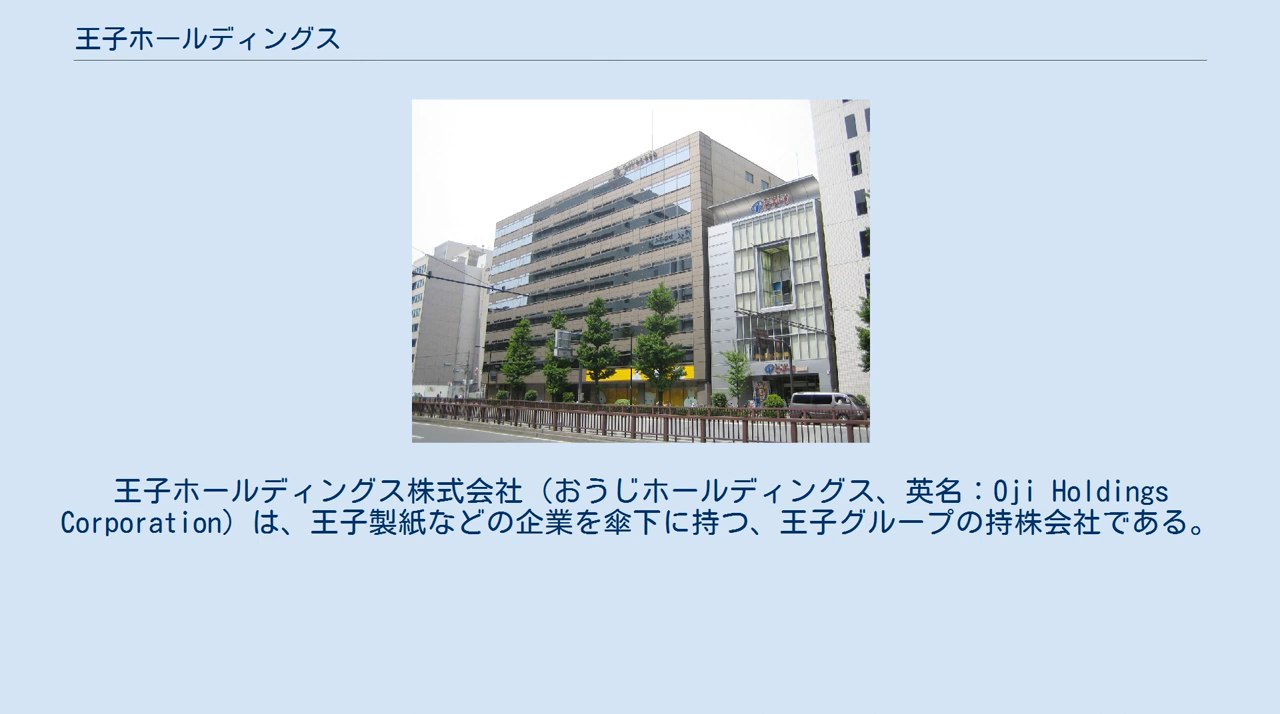 王子ホールディングス
王子ホールディングス株式会社（おうじホールディングス、英名：Oji Holdings
Corporation）は、王子製紙などの企業を傘下に持つ、王子グループの持株会社である。